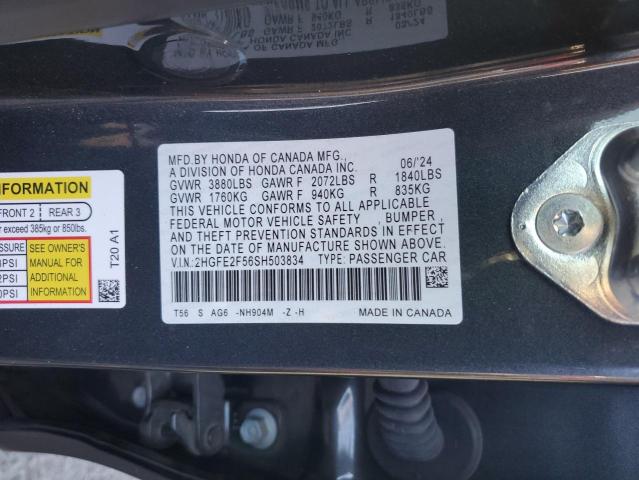 MFD.BY HONDA OF CANADA MFG., 06/'24
A DIVISION OF HONDA CANADA INC.
GVWR 3880LBS GAWR F 2072LBS R 1840LBS
GVWR 1760KG GAWR F 940KG R 835KG
THIS VEHICLE CONFORMS TO ALL APPLICABLE
FEDERAL MOTOR VEHICLE SAFETY , BUMPER ,
AND THEFT PREVENTION STANDARDS IN EFFECT
ON THE DATE OF MANUFACTURE SHOWN ABOVE.
V.I.N: 2HGFE2F56SH503834 TYPE: PASSENGER CAR
T56 S AG6 -NH904M -Z -H MADE IN CANADA
INFORMATION
FRONT 2 REAR 3
exceed 385kg or 850lbs.
SEE OWNER'S
MANUAL FOR
ADDITIONAL
INFORMATION
PSI
PSI
PSI
T20 A1